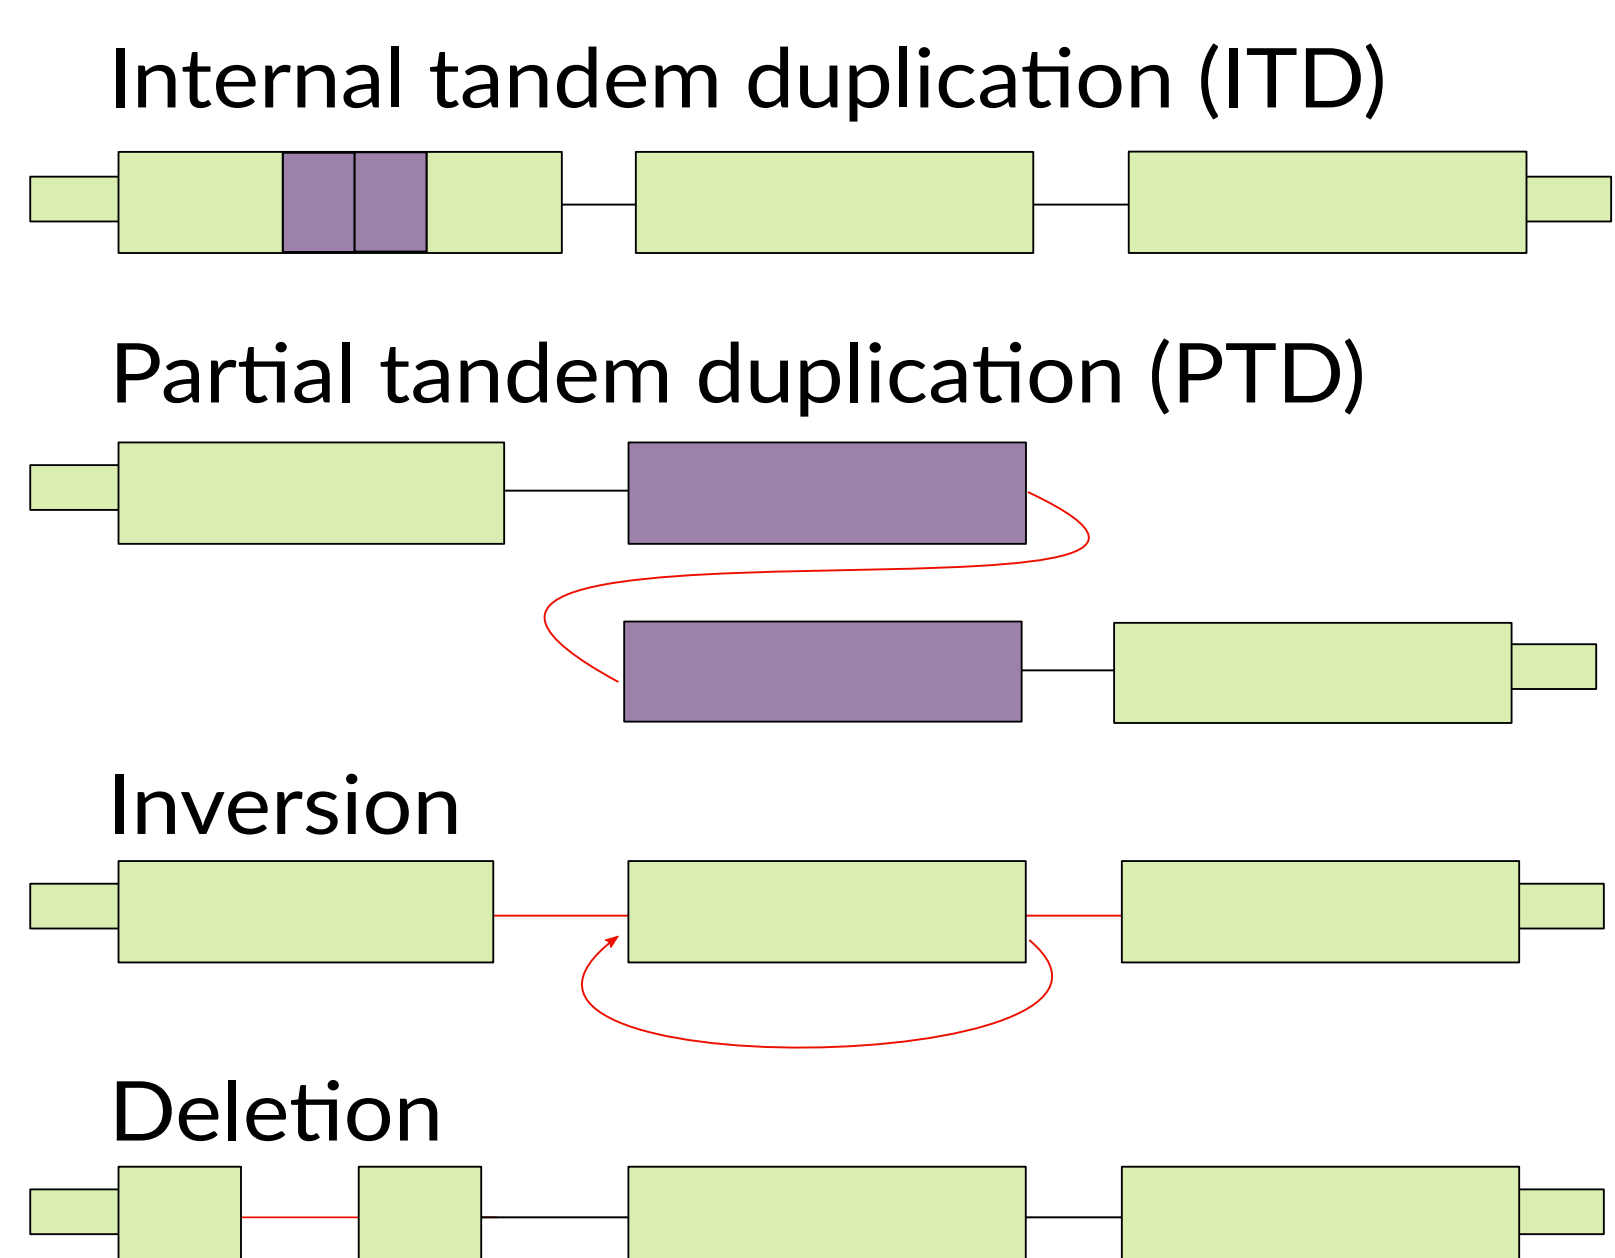 Internal tandem duplication (ITD)
Partial tandem duplication (PTD)
Inversion
Deletion